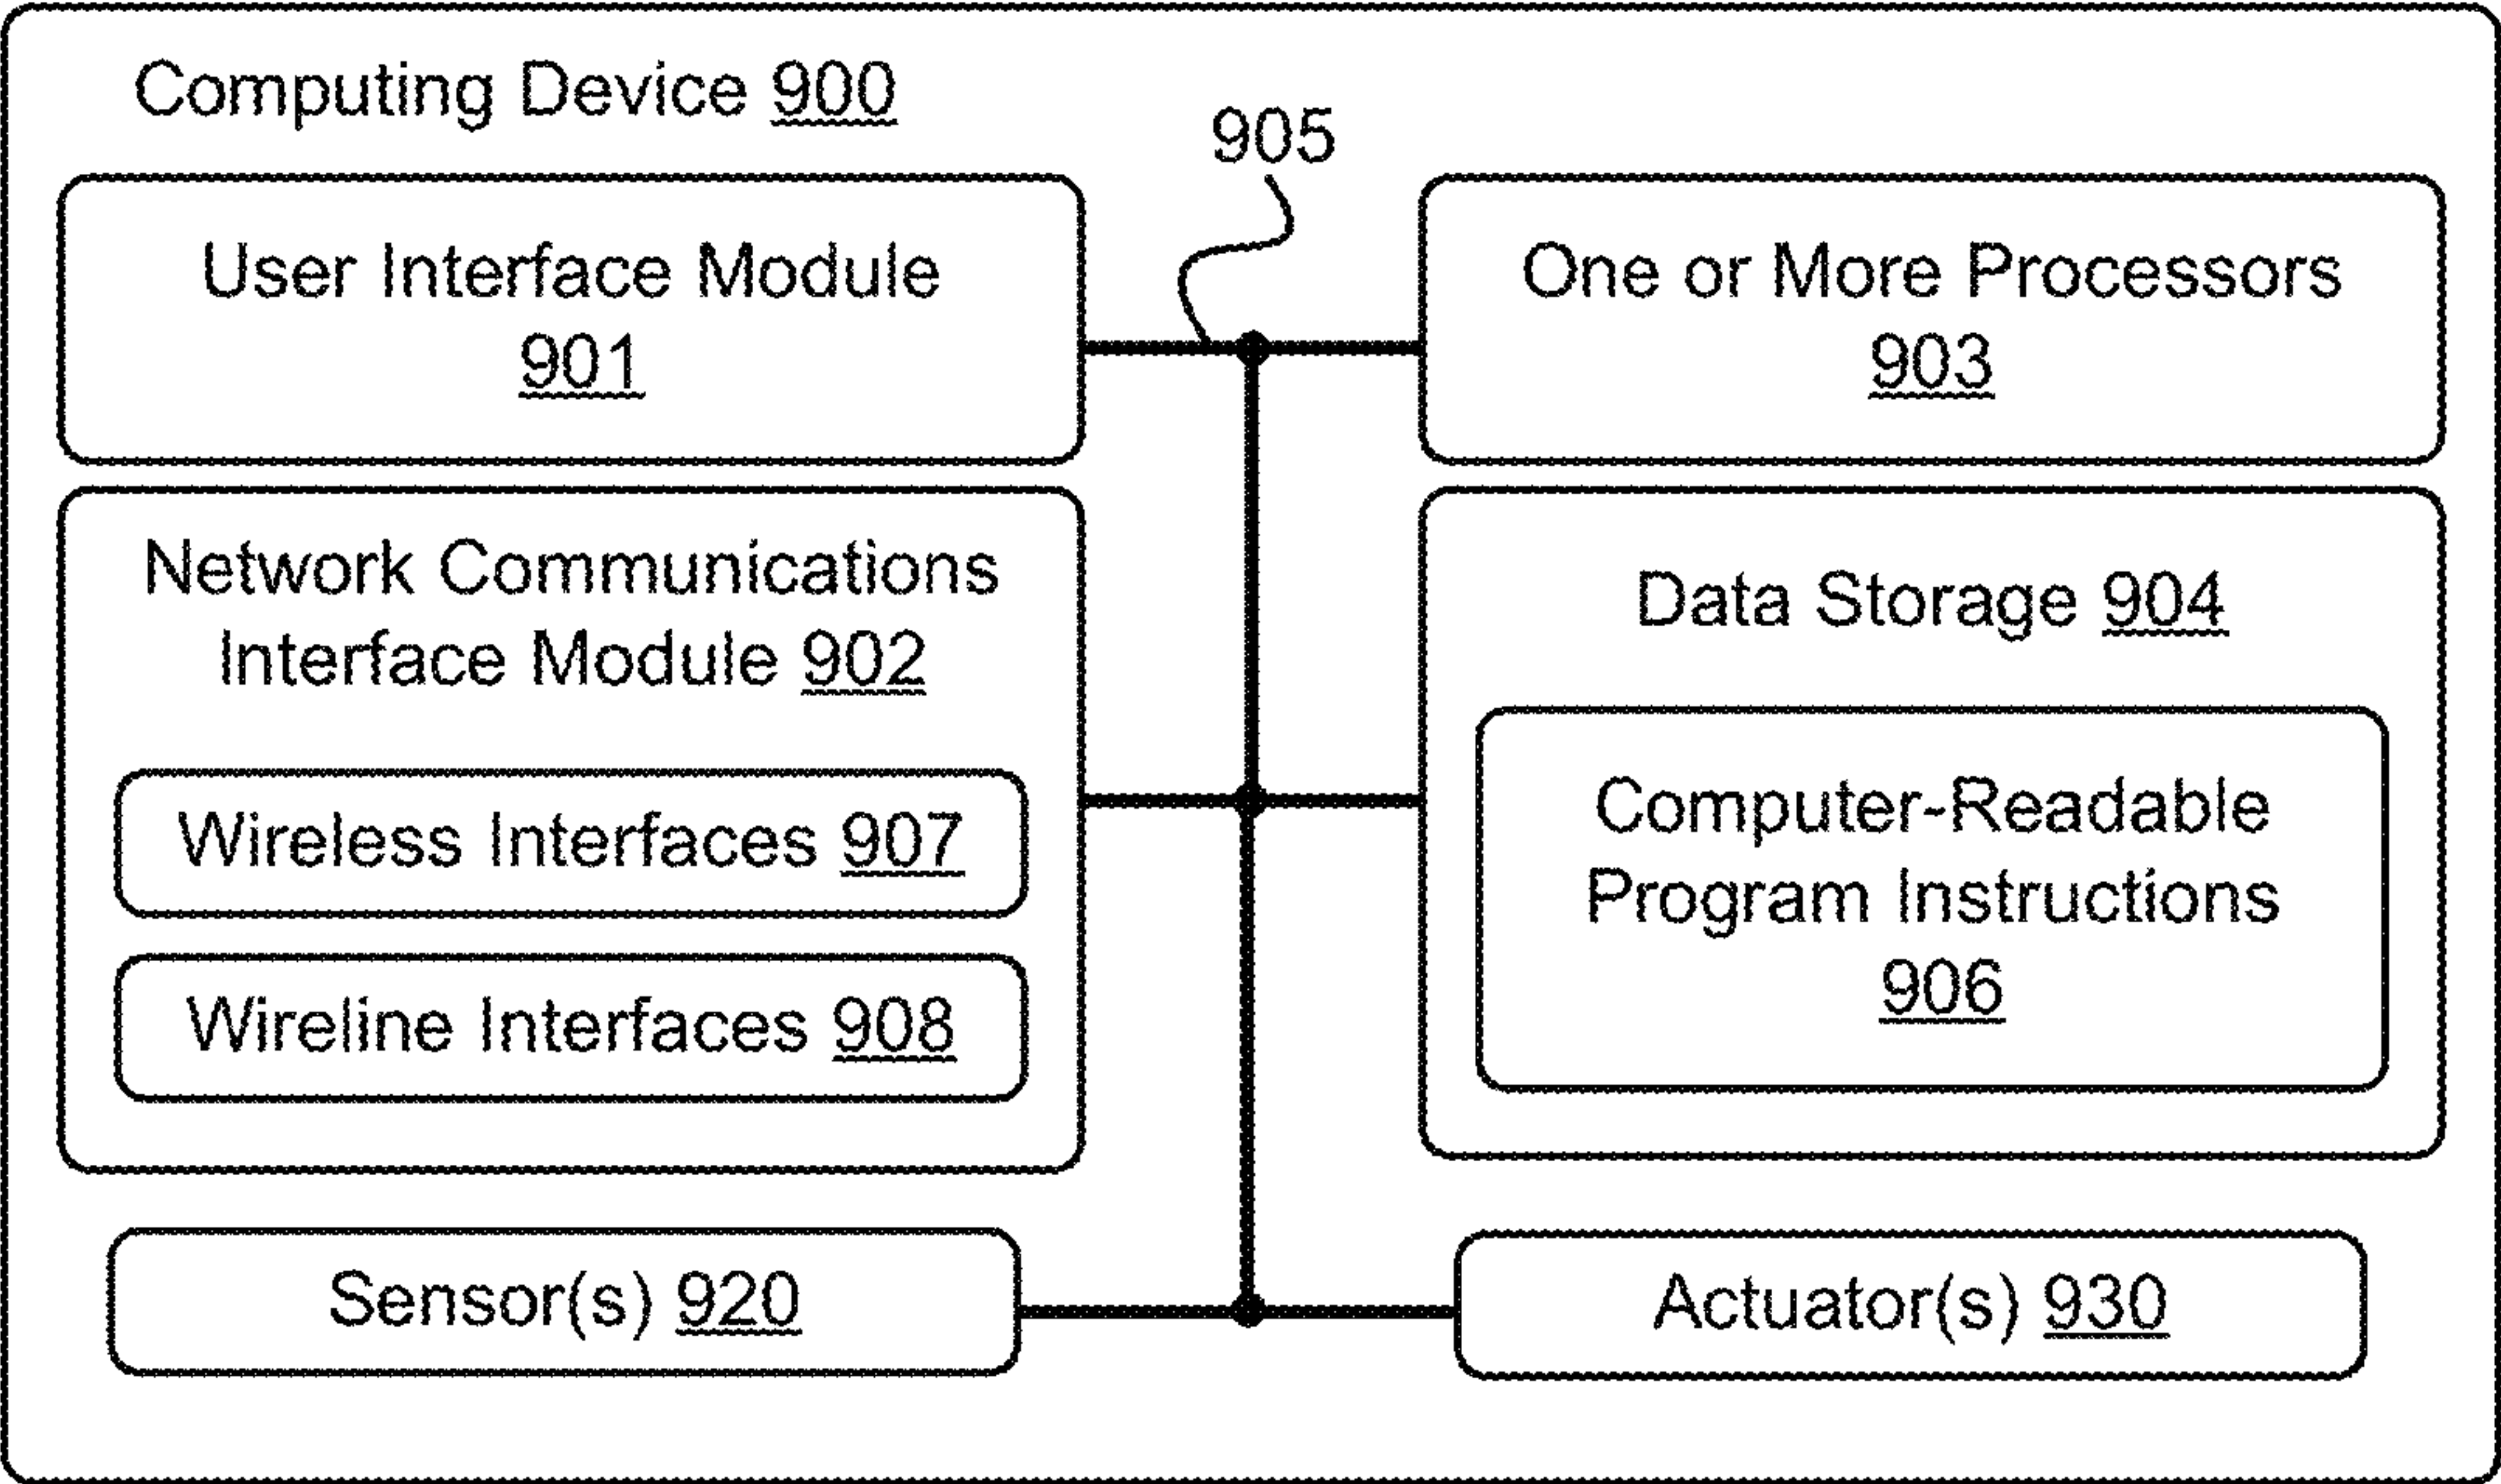 Computing Device 900
905
User Interface Module
901
One or More Processors
903
Network Communications
Interface Module 902
Wireless Interfaces 907
Wireline Interfaces 908
Data Storage 904
Computer-Readable
Program Instructions
906
Sensor(s) 920
Actuator(s) 930